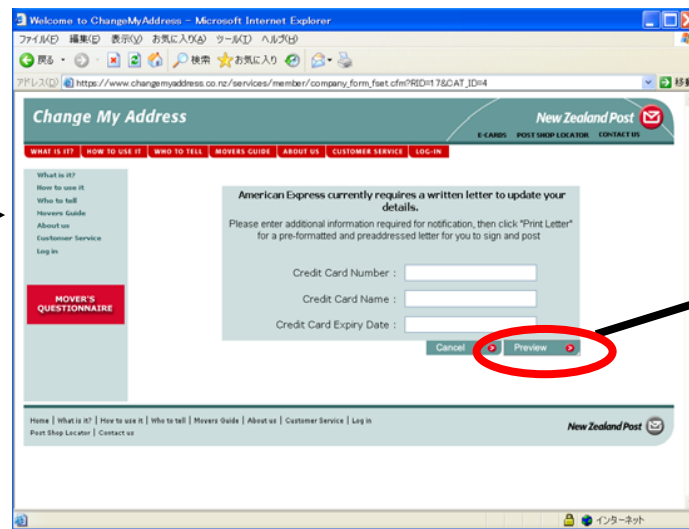 Welcome to ChangeMyAddress - Microsoft Internet Explorer
ファイル(F) 編集(E) 表示(V) お気に入り(A) ツール(T) ヘルプ(H)
戻る 検索 お気に入り
アドレス(D) https://www.changemyaddress.co.nz/services/member/company_form_fset.cfm?RID=17&CAT_ID=4 移動
Change My Address
New Zealand Post
E-CARDS POST SHOP LOCATOR CONTACT US
WHAT IS IT? HOW TO USE IT WHO TO TELL MOVERS GUIDE ABOUT US CUSTOMER SERVICE LOG-IN
What is it?
How to use it
Who to tell
Movers Guide
About us
Customer Service
Log in
MOVER'S
QUESTIONNAIRE
American Express currently requires a written letter to update your
details.
Please enter additional information required for notification, then click "Print Letter"
for a pre-formatted and preaddressed letter for you to sign and post
Credit Card Number :
Credit Card Name :
Credit Card Expiry Date :
Cancel Preview
Home | What is it? | How to use it | Who to tell | Movers Guide | About us | Customer Service | Log in
Post Shop Locator | Contact us
New Zealand Post
インターネット